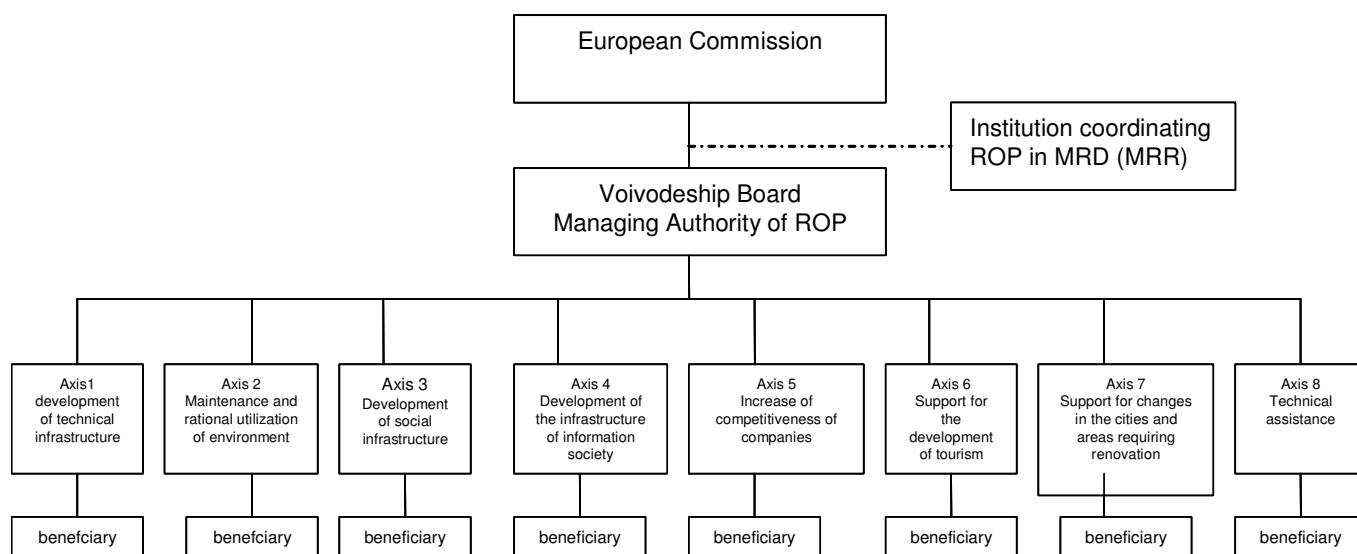 European Commission
Institution coordinating
ROP in MRD (MRR)
Voivodeship Board
Managing Authority of ROP
Axis1
development
of technical
infrastructure
Axis 2
Maintenance and
rational utilization
of environment
Axis 3
Development
of social
infrastructure
Axis 4
Development of
the infrastructure
of information
society
Axis 5
Increase of
competitiveness of
companies
Axis 6
Support for
the
development
of tourism
Axis 7
Support for changes
in the cities and
areas requiring
renovation
Axis 8
Technical
assistance
benefciary
beneficiary
beneficiary
beneficiary
beneficiary
beneficiary
beneficiary
beneficiary